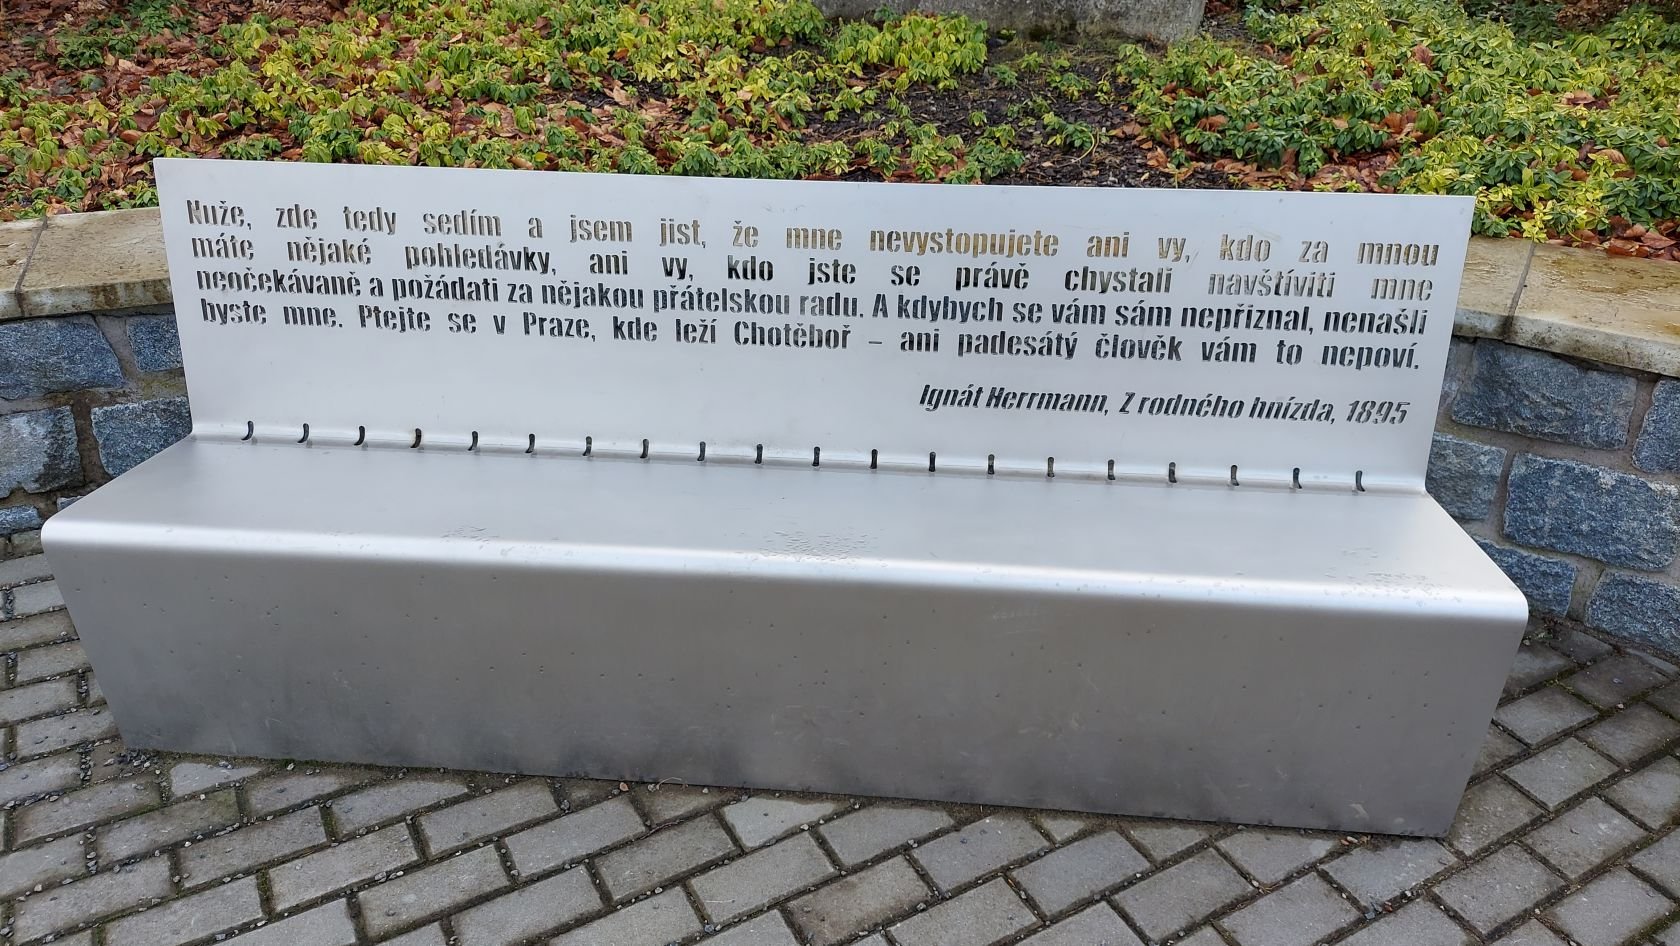 Nuže, zde tedy sedím a jsem jist, že mne nevystopujete ani vy, kdo za mnou
máte nějaké pohledávky, ani vy, kdo jste se právě chystali navštíviti mne
neočekávaně a požádati za nějakou přátelskou radu. A kdybych se vám sám nepřiznal, nenašli
byste mne. Ptejte se v Praze, kde leží Chotěboř – ani padesátý člověk vám to nepoví.
Ignát Herrmann, Z rodného hnízda, 1895